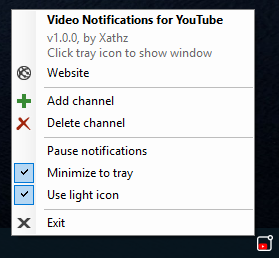 Video Notifications for YouTube
v1.0.0, by Xathz
Click tray icon to show window
Website
Add channel
Delete channel
Pause notifications
Minimize to tray
Use light icon
Exit